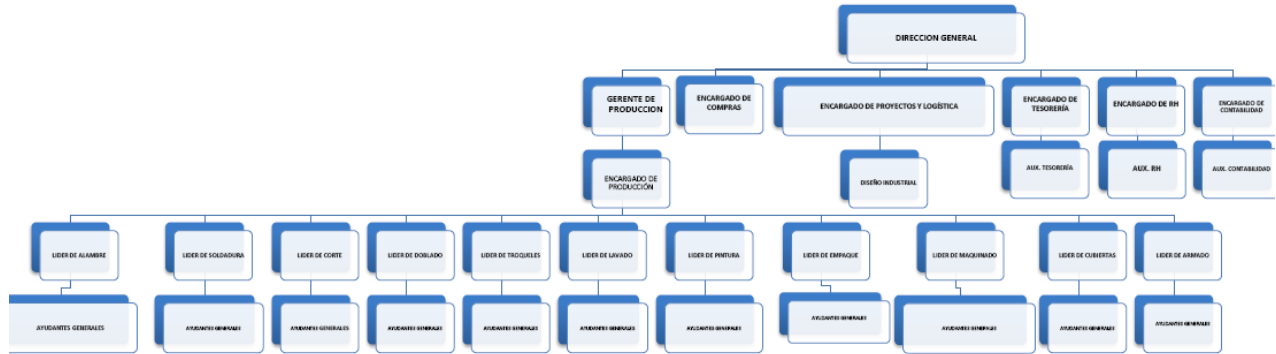 DIRECCION GENERAL
GERENTE DE
PRODUCCION
ENCARGADO DE
COMPRAS
ENCARGADO DE PROYECTOS Y LOGÍSTICA
ENCARGADO DE
TESORERÍA
ENCARGADO DE RH
ENCARGADO DE
CONTABILIDAD
ENCARGADO DE
PRODUCCIÓN
DISEÑO INDUSTRIAL
AUX. TESORERÍA
AUX. RH
AUX. CONTABILIDAD
LIDER DE ALAMBRE
LIDER DE SOLDADURA
LIDER DE CORTE
LIDER DE DOBLADO
LIDER DE TROQUELES
LIDER DE LAVADO
LIDER DE PINTURA
LIDER DE EMPAQUE
LIDER DE MAQUINADO
LIDER DE CUBIERTAS
LIDER DE ARMADO
AYUDANTES GENERALES
AYUDANTES GENERALES
AYUDANTES GENERALES
AYUDANTES GENERALES
AYUDANTES GENERALES
AYUDANTES GENERALES
AYUDANTES GENERALES
AYUDANTES GENERALES
AYUDANTES GENERALES
AYUDANTES GENERALES
AYUDANTES GENERALES